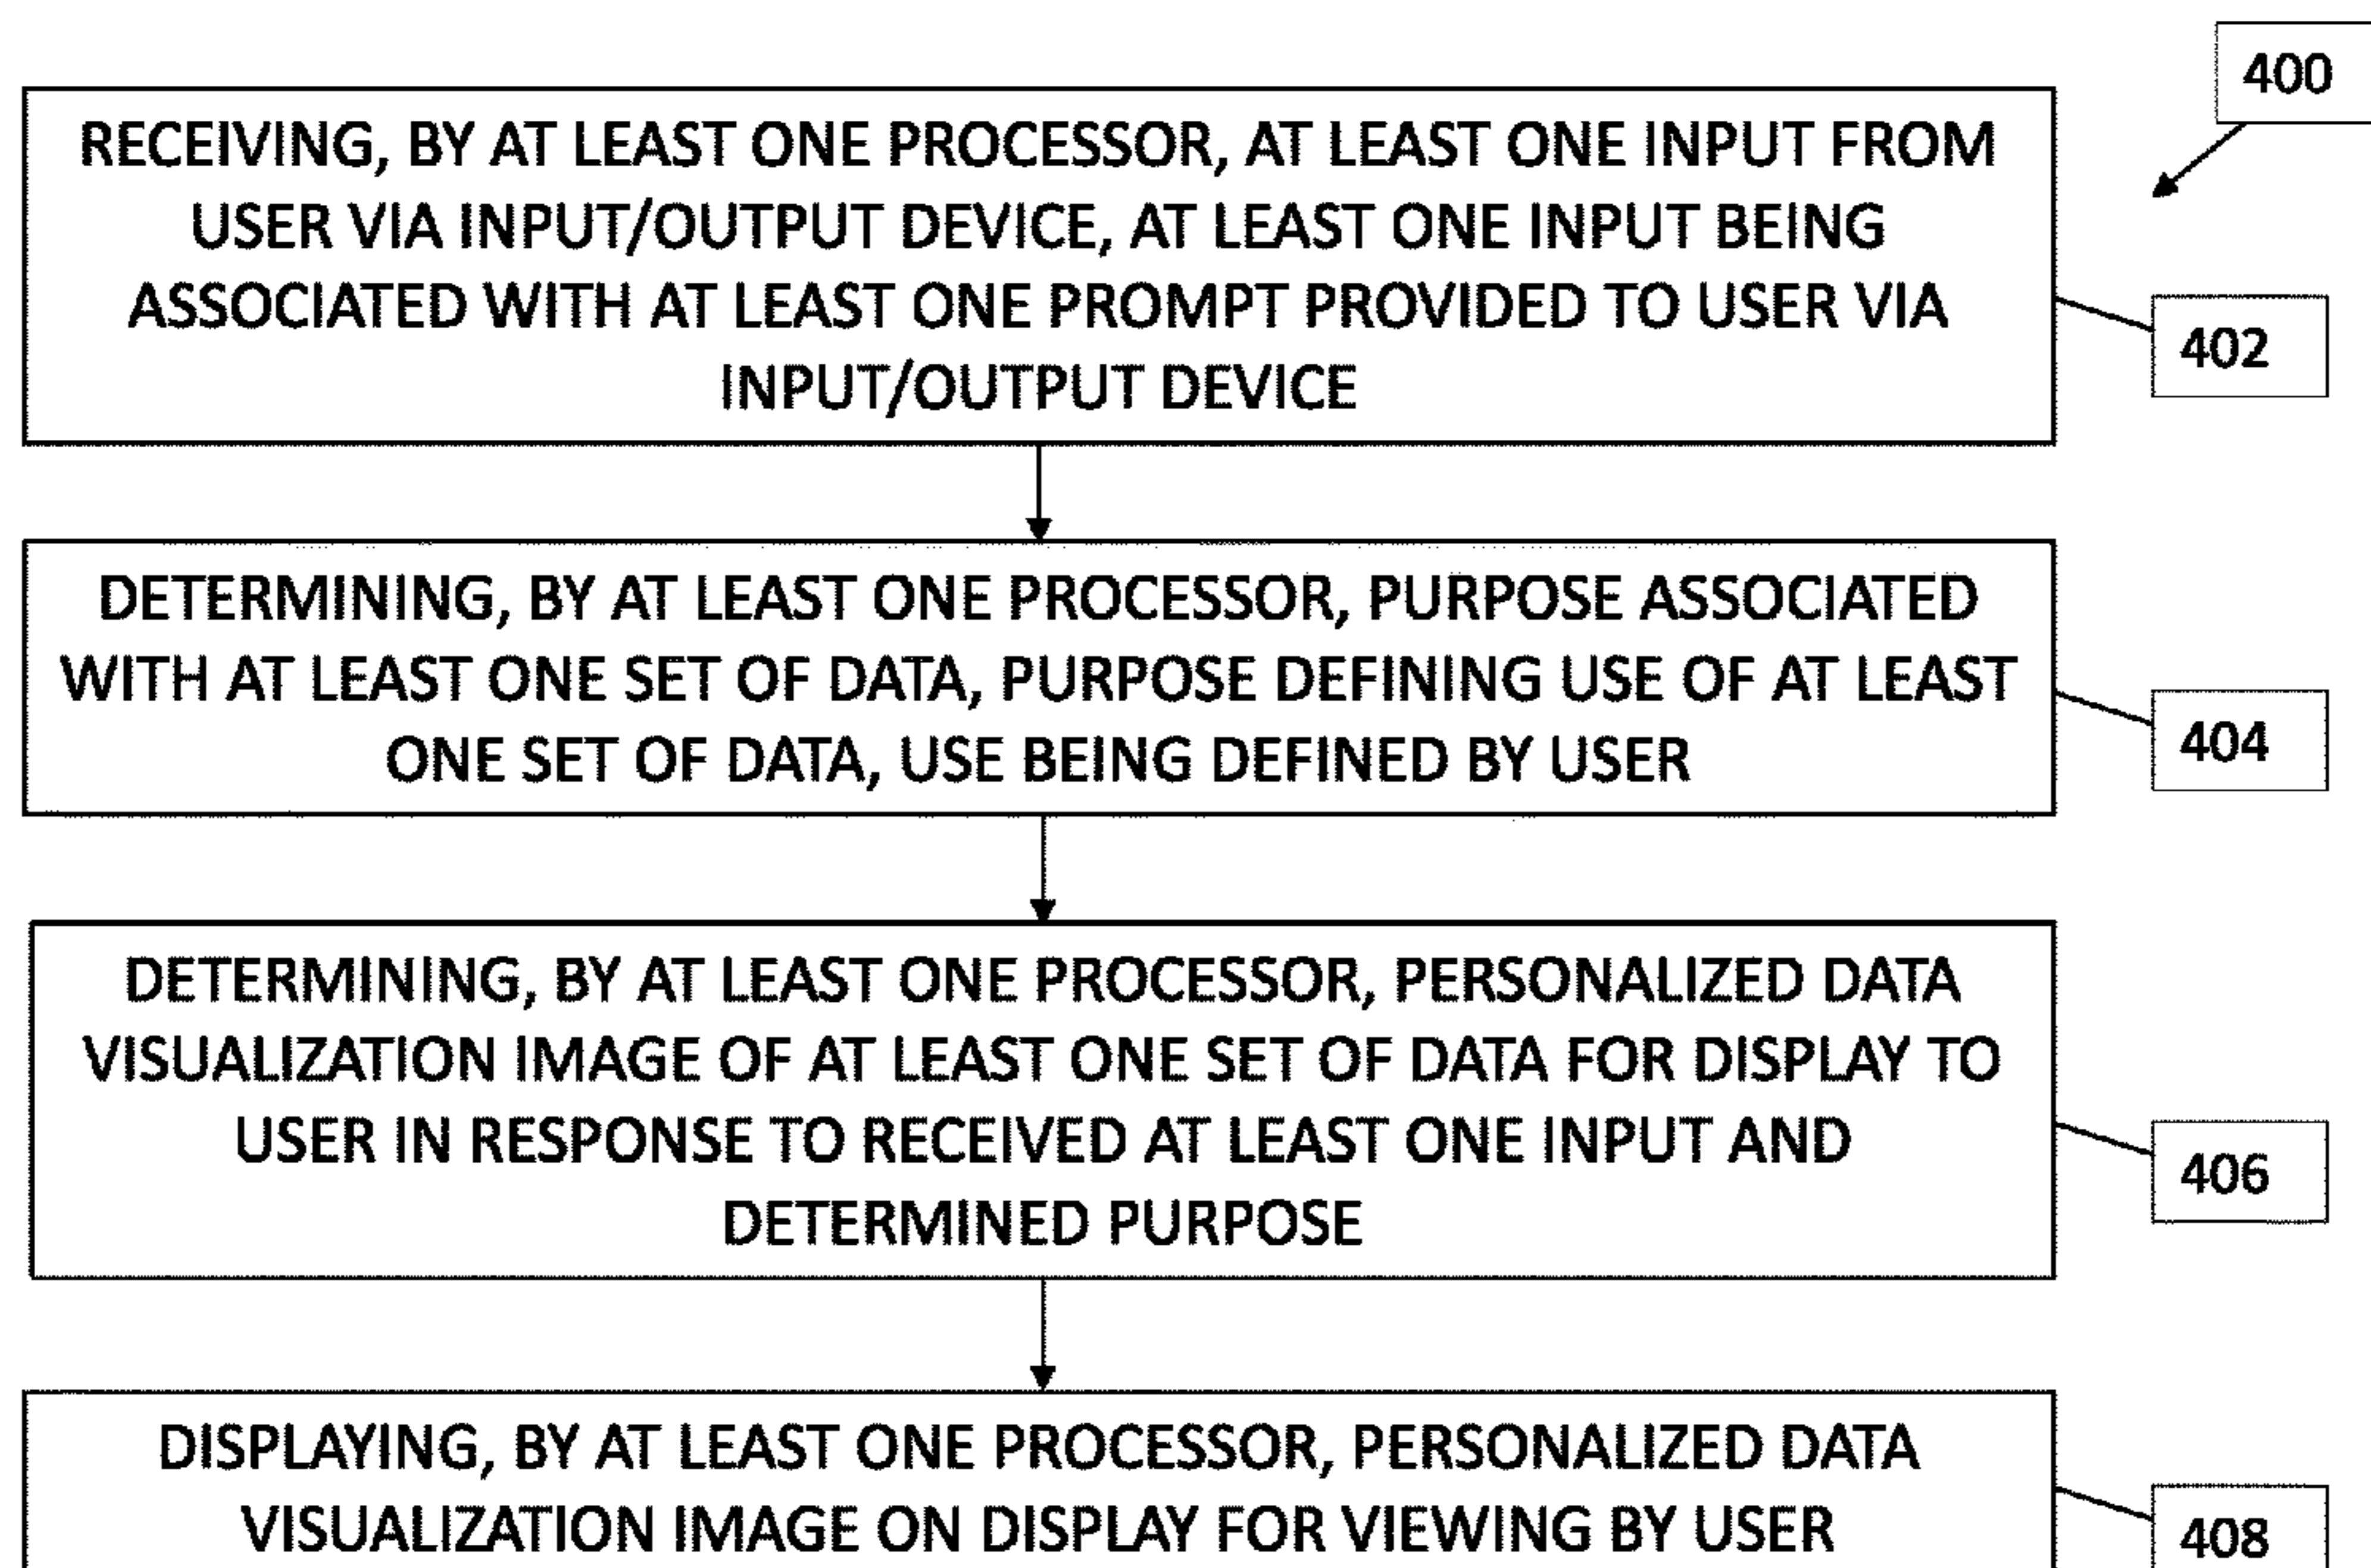 400
RECEIVING, BY AT LEAST ONE PROCESSOR, AT LEAST ONE INPUT FROM
USER VIA INPUT/OUTPUT DEVICE, AT LEAST ONE INPUT BEING
ASSOCIATED WITH AT LEAST ONE PROMPT PROVIDED TO USER VIA
INPUT/OUTPUT DEVICE
402
DETERMINING, BY AT LEAST ONE PROCESSOR, PURPOSE ASSOCIATED
WITH AT LEAST ONE SET OF DATA, PURPOSE DEFINING USE OF AT LEAST
ONE SET OF DATA, USE BEING DEFINED BY USER
404
DETERMINING, BY AT LEAST ONE PROCESSOR, PERSONALIZED DATA
VISUALIZATION IMAGE OF AT LEAST ONE SET OF DATA FOR DISPLAY TO
USER IN RESPONSE TO RECEIVED AT LEAST ONE INPUT AND
DETERMINED PURPOSE
406
DISPLAYING, BY AT LEAST ONE PROCESSOR, PERSONALIZED DATA
VISUALIZATION IMAGE ON DISPLAY FOR VIEWING BY USER
408